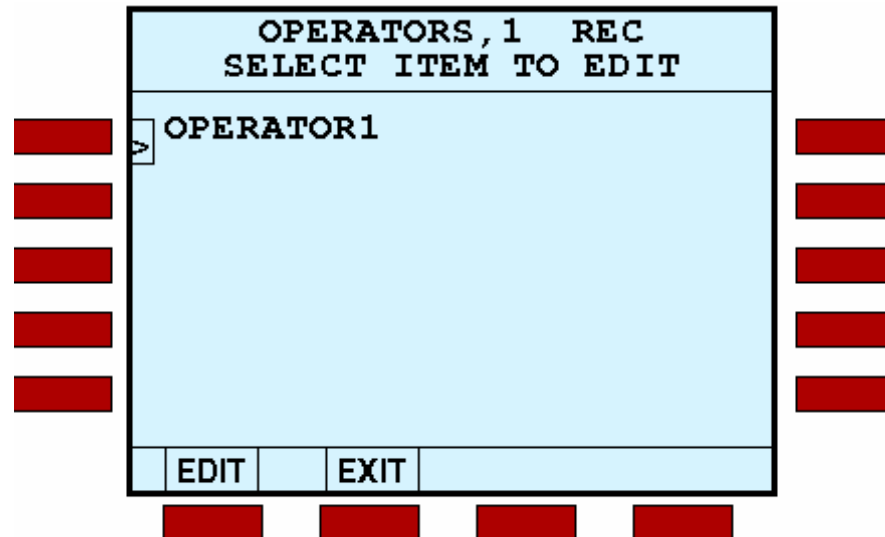 OPERATORS,1 REC
SELECT ITEM TO EDIT
> OPERATOR1
EDIT EXIT